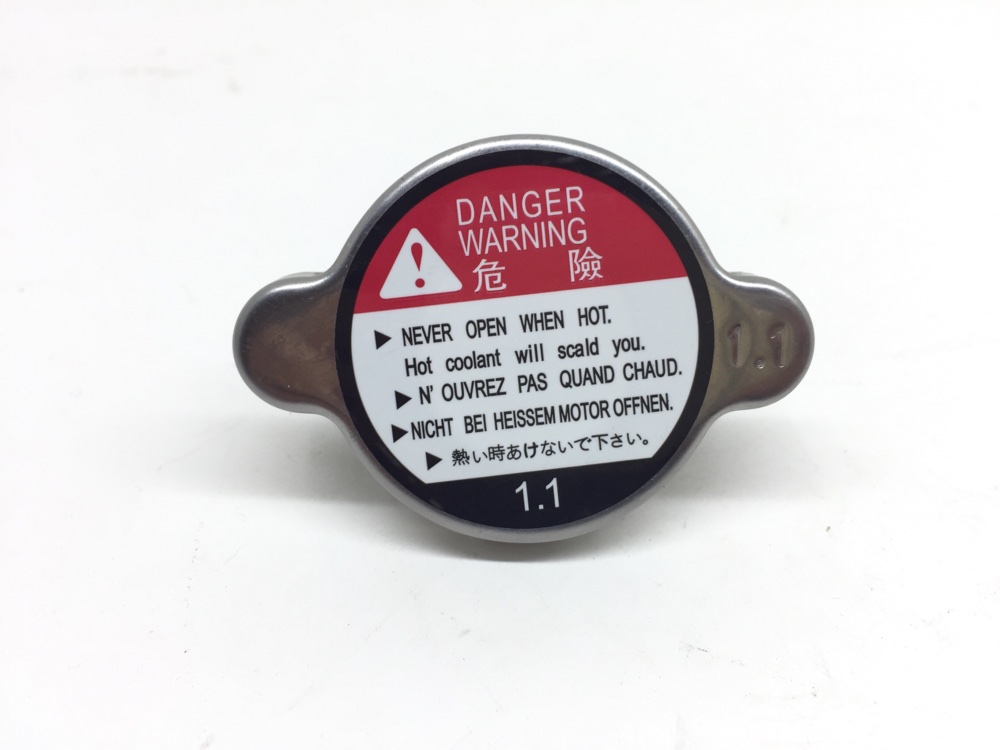 DANGER
WARNING
危 險
NEVER OPEN WHEN HOT.
Hot coolant will scald you.
N' OUVREZ PAS QUAND CHAUD.
NICHT BEI HEISSEM MOTOR OFFNEN.
熱い時あけないで下さい。
1.1
1.1